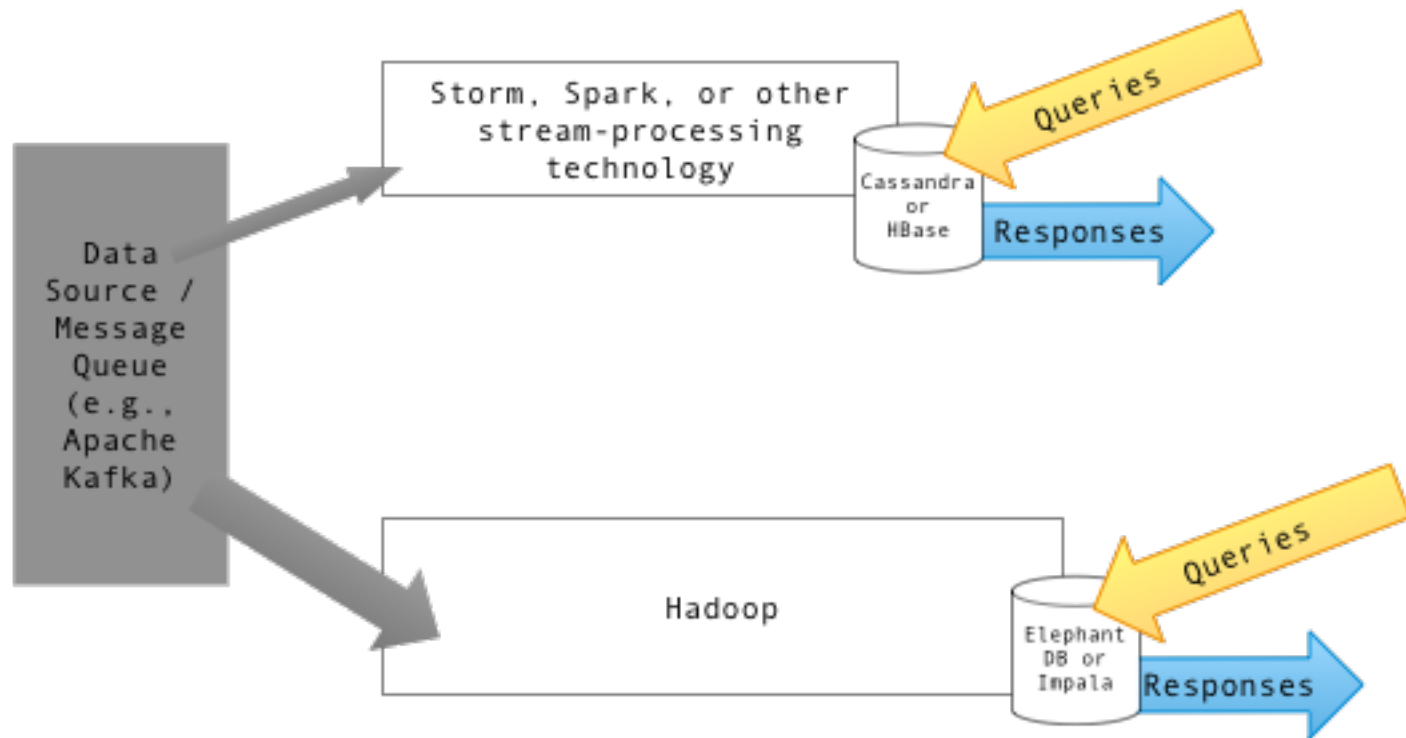 Data
Source /
Message
Queue
(e.g.,
Apache
Kafka)
Storm, Spark, or other
stream-processing
technology
Cassandra
or
HBase
Queries
Responses
Hadoop
Elephant
DB or
Impala
Queries
Responses